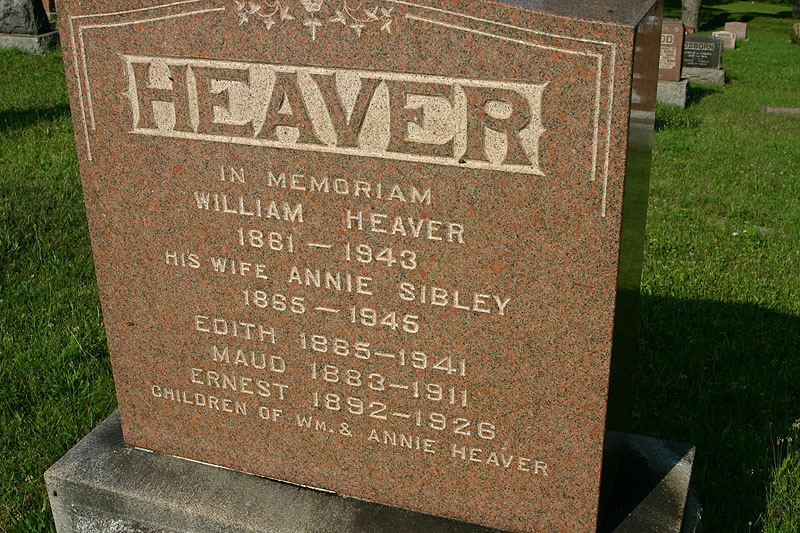 HEAVER
IN MEMORIAM
WILLIAM HEAVER
1861 — 1943
HIS WIFE ANNIE SIBLEY
1865 — 1945
EDITH 1885 — 1941
MAUD 1883 — 1911
ERNEST 1892 — 1926
CHILDREN OF WM. & ANNIE HEAVER
OSBORN